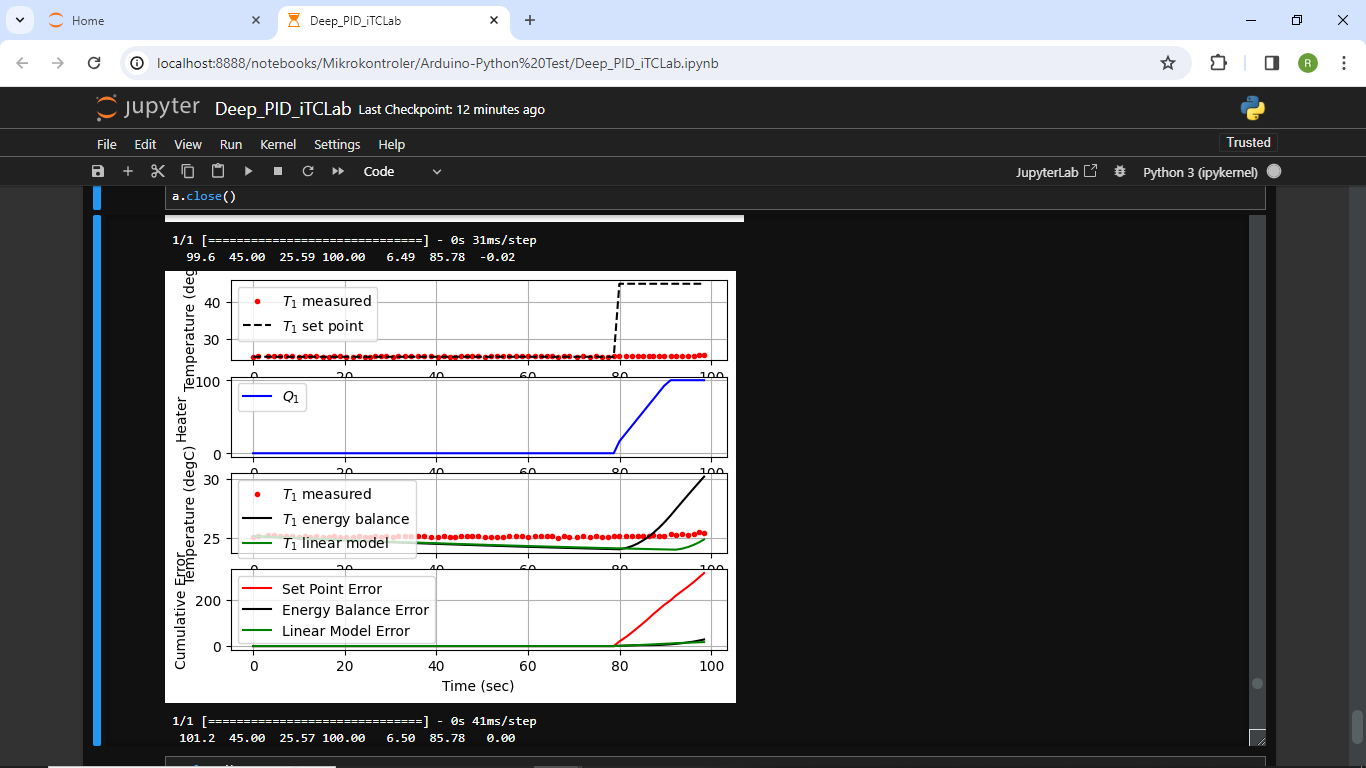 Home
Deep_PID_iTCLab
localhost:8888/notebooks/Mikrokontroler/Arduino-Python%20Test/Deep_PID_iTCLab.ipynb
R
jupyter Deep_PID_iTCLab Last Checkpoint: 12 minutes ago
File Edit View Run Kernel Settings Help
Trusted
Code
JupyterLab
Python 3 (ipykernel)
a.close()
1/1 [==============================] - 0s 31ms/step
99.6 45.00 25.59 100.00 6.49 85.78 -0.02
Temperature (deg
40
30
T1 measured
T1 set point
0 20 40 60 80 100
Heater
100
0
Q1
0 20 40 60 80 100
Temperature (degC)
30
25
T1 measured
T1 energy balance
T1 linear model
0 20 40 60 80 100
Cumulative Error
200
0
Set Point Error
Energy Balance Error
Linear Model Error
0 20 40 60 80 100
Time (sec)
1/1 [==============================] - 0s 41ms/step
101.2 45.00 25.57 100.00 6.50 85.78 0.00